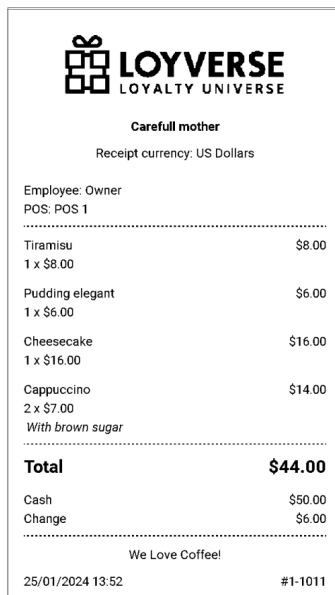 LOYVERSE
LOYALTY UNIVERSE
Carefull mother
Receipt currency: US Dollars
Employee: Owner
POS: POS 1
Tiramisu $8.00
1 x $8.00
Pudding elegant $6.00
1 x $6.00
Cheesecake $16.00
1 x $16.00
Cappuccino $14.00
2 x $7.00
With brown sugar
Total $44.00
Cash $50.00
Change $6.00
We Love Coffee!
25/01/2024 13:52 #1-1011